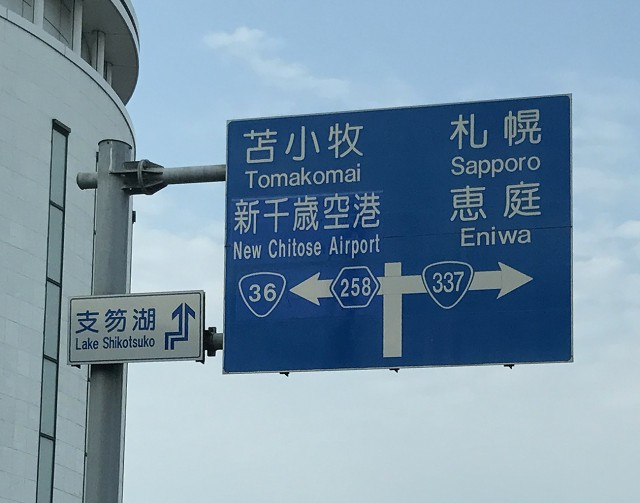 苫小牧
Tomakomai
新千歳空港
New Chitose Airport
札幌
Sapporo
恵庭
Eniwa
36
258
337
支笏湖
Lake Shikotsuko